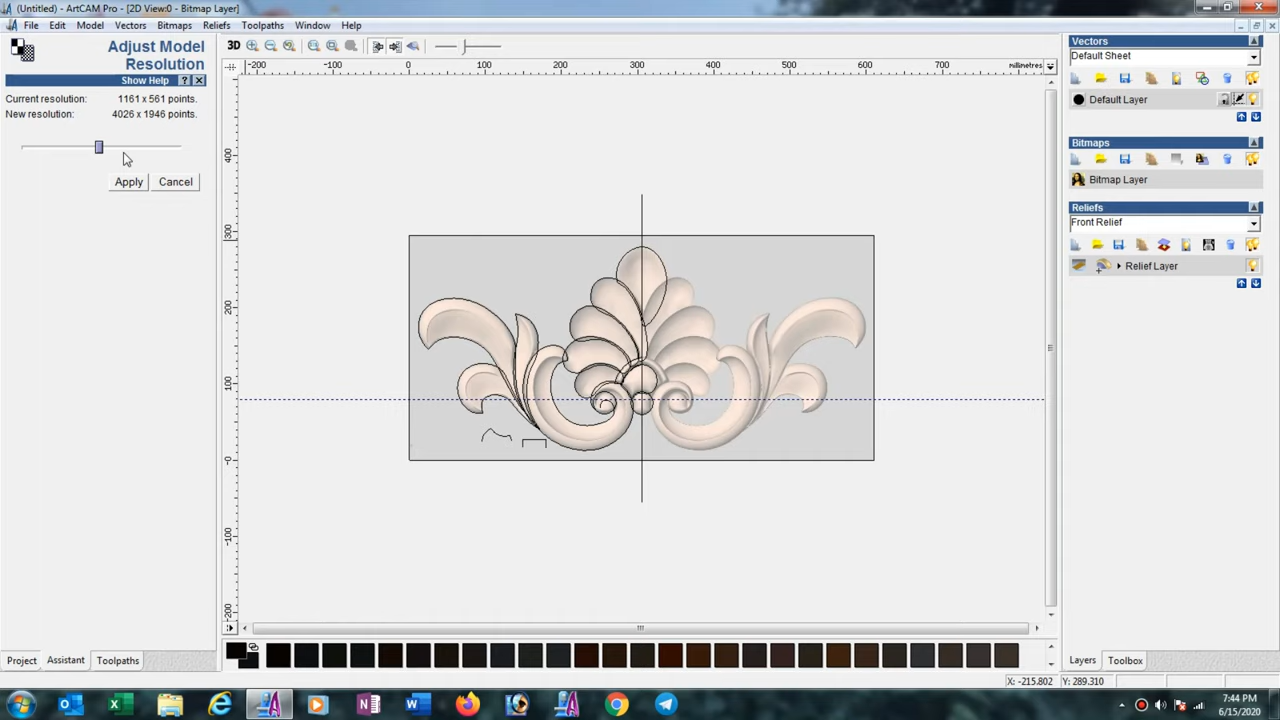 (Untitled) - ArtCAM Pro - [2D View:0 - Bitmap Layer]
File Edit Model Vectors Bitmaps Reliefs Toolpaths Window Help
Adjust Model
Resolution
Show Help ?
Current resolution: 1161 x 561 points.
New resolution: 4026 x 1946 points.
Apply Cancel
3D
-200 -100 100 200 300 400 500 600 700 800 millimetres
400
300
200
100
-0
-100
-200
Vectors
Default Sheet
Default Layer
Bitmaps
Bitmap Layer
Reliefs
Front Relief
Relief Layer
Project Assistant Toolpaths
Layers Toolbox
X: -215.802 Y: 289.310
7:44 PM
6/15/2020